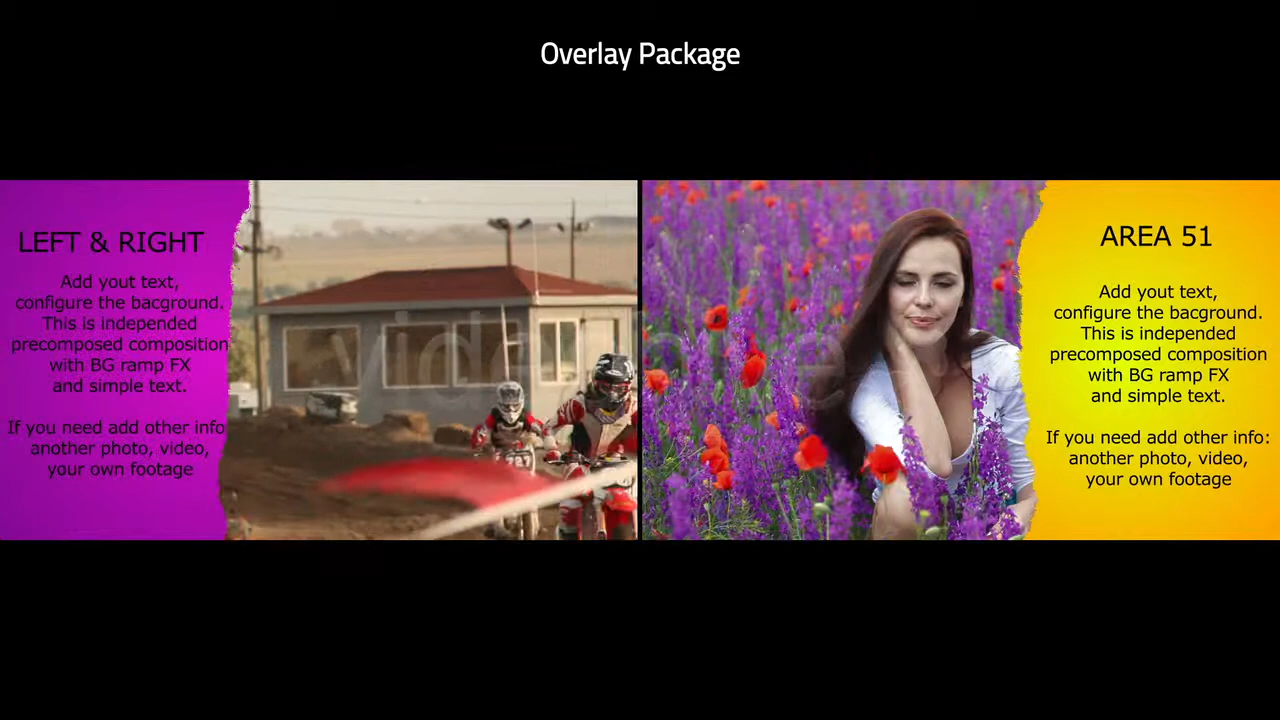 Overlay Package
LEFT & RIGHT
Add yout text,
configure the bacground.
This is independed
precomposed composition
with BG ramp FX
and simple text.
If you need add other info
another photo, video,
your own footage
videohive
AREA 51
Add yout text,
configure the bacground.
This is independed
precomposed composition
with BG ramp FX
and simple text.
If you need add other info:
another photo, video,
your own footage